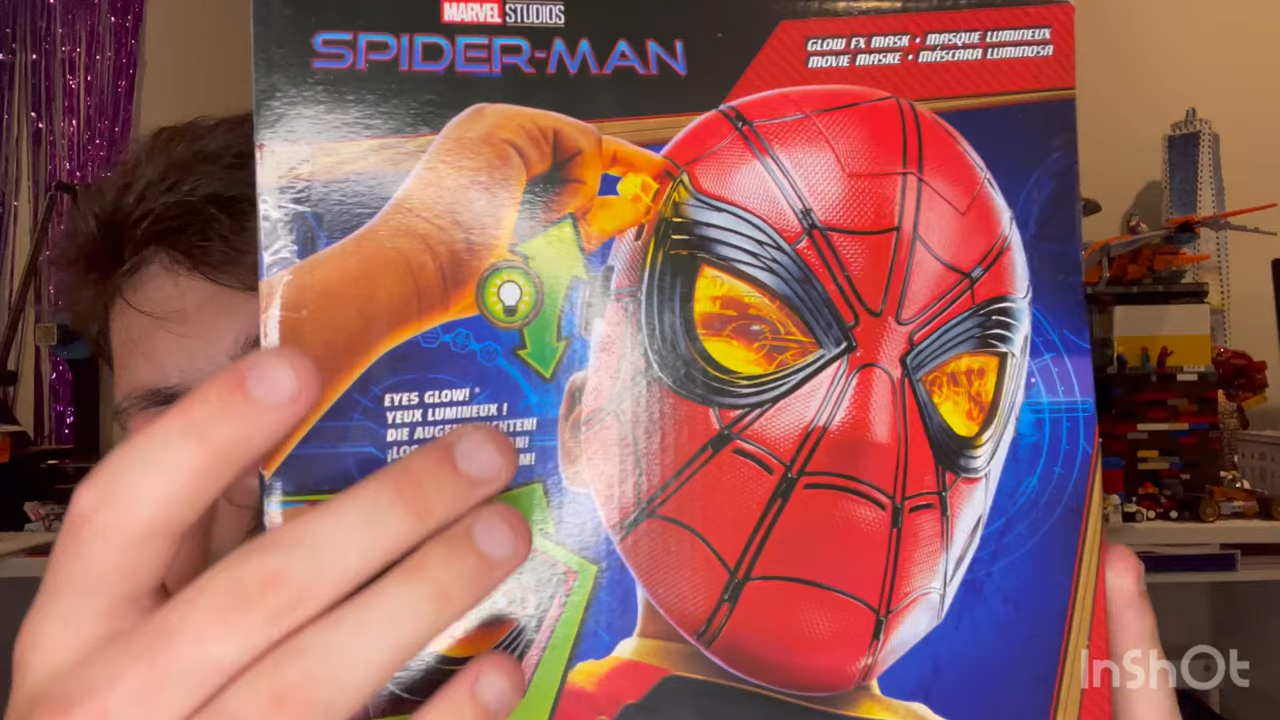 MARVEL STUDIOS
SPIDER-MAN
GLOW FX MASK • MASQUE LUMINEUX
MOVIE MASKE • MÁSCARA LUMINOSA
EYES GLOW!*
YEUX LUMINEUX !
DIE AUGEN
InShOt